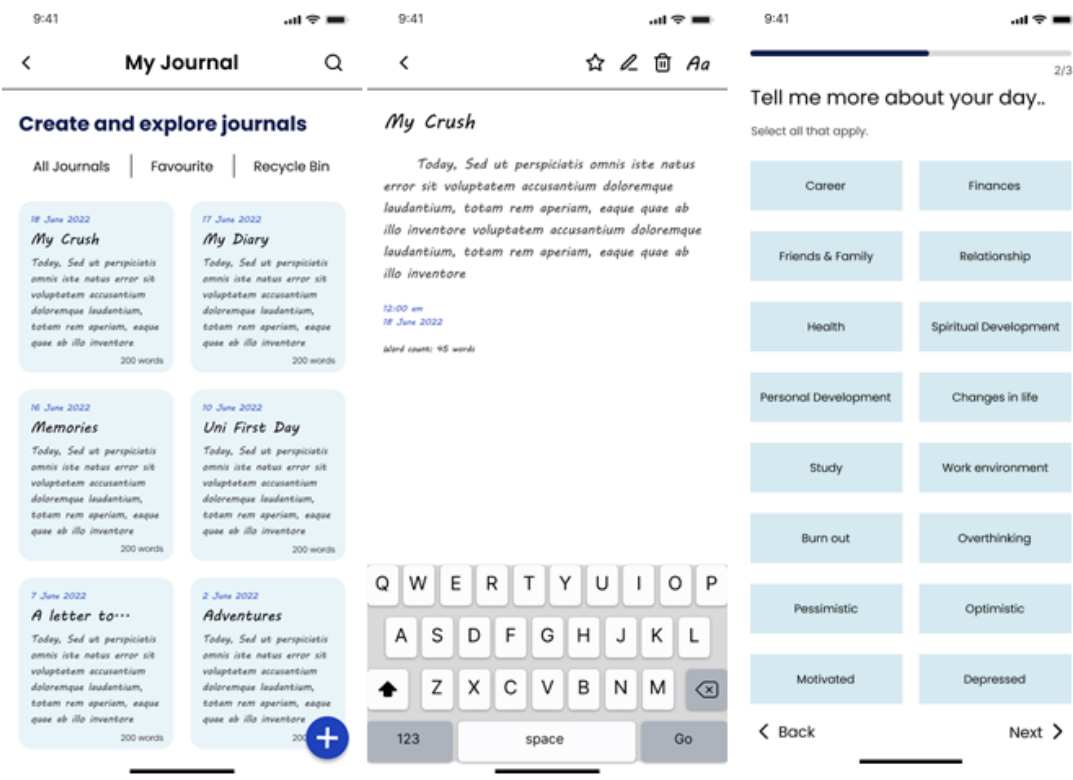 9:41
My Journal
Create and explore journals
All Journals
Favourite
Recycle Bin
18 June 2022
My Crush
Today, Sed ut perspiciatis
omnis iste natus error sit
voluptatem accusantium
doloremque laudantium,
totam rem aperiam, eaque
quae ab illo inventore
200 words
17 June 2022
My Diary
Today, Sed ut perspiciatis
omnis iste natus error sit
voluptatem accusantium
doloremque laudantium,
totam rem aperiam, eaque
quae ab illo inventore
200 words
16 June 2022
Memories
Today, Sed ut perspiciatis
omnis iste natus error sit
voluptatem accusantium
doloremque laudantium,
totam rem aperiam, eaque
quae ab illo inventore
200 words
10 June 2022
Uni First Day
Today, Sed ut perspiciatis
omnis iste natus error sit
voluptatem accusantium
doloremque laudantium,
totam rem aperiam, eaque
quae ab illo inventore
200 words
7 June 2022
A letter to...
Today, Sed ut perspiciatis
omnis iste natus error sit
voluptatem accusantium
doloremque laudantium,
totam rem aperiam, eaque
quae ab illo inventore
200 words
2 June 2022
Adventures
Today, Sed ut perspiciatis
omnis iste natus error sit
voluptatem accusantium
doloremque laudantium,
totam rem aperiam, eaque
quae ab illo inventore
9:41
Aa
My Crush
Today, Sed ut perspiciatis omnis iste natus
error sit voluptatem accusantium doloremque
laudantium, totam rem aperiam, eaque quae ab
illo inventore voluptatem accusantium doloremque
laudantium, totam rem aperiam, eaque quae ab
illo inventore
12:00 am
18 June 2022
Word count: 95 words
Q W E R T Y U I O P
A S D F G H J K L
Z X C V B N M
123 space Go
9:41
2/3
Tell me more about your day..
Select all that apply.
Career
Finances
Friends & Family
Relationship
Health
Spiritual Development
Personal Development
Changes in life
Study
Work environment
Burn out
Overthinking
Pessimistic
Optimistic
Motivated
Depressed
Back
Next